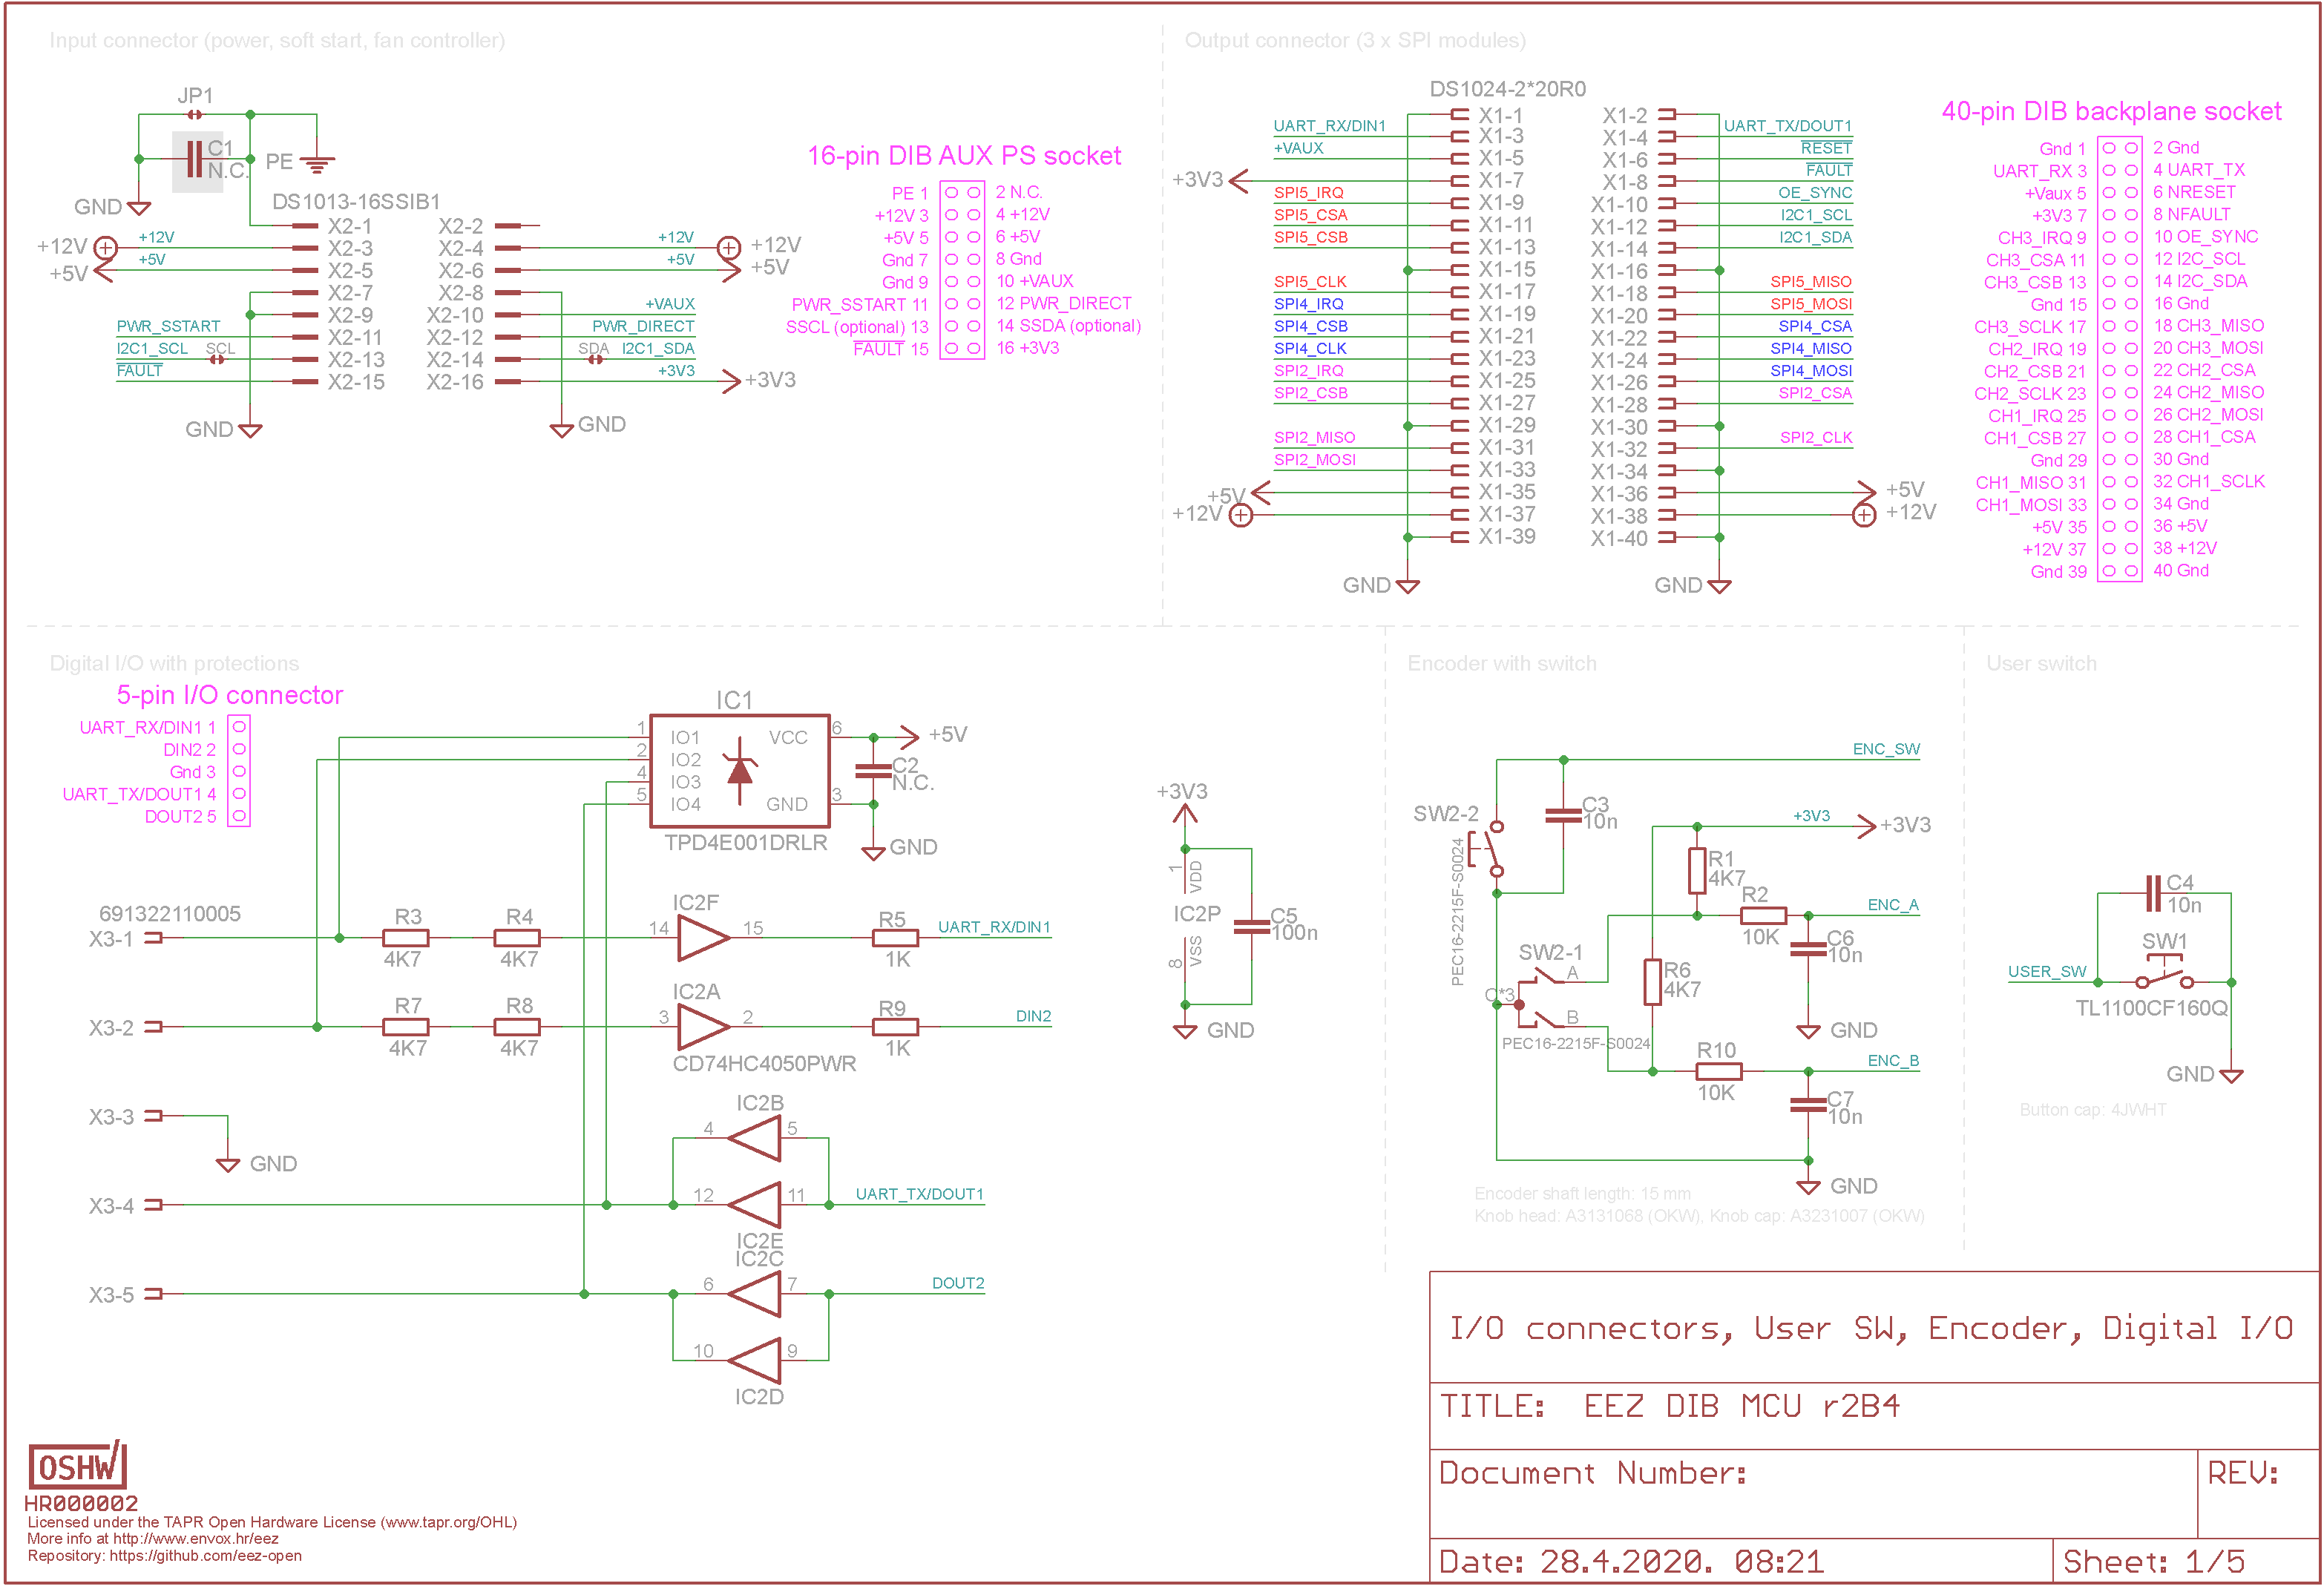 Input connector (power, soft start, fan controller)
JP1
C1
N.C.
PE
GND
DS1013-16SSIB1
X2-1
X2-2
+12V
+12V
X2-3
X2-4
+12V
+12V
+5V
+5V
X2-5
X2-6
+5V
+5V
X2-7
X2-8
X2-9
X2-10
+VAUX
PWR_SSTART
X2-11
X2-12
PWR_DIRECT
I2C1_SCL
SCL
X2-13
X2-14
SDA
I2C1_SDA
FAULT
X2-15
X2-16
+3V3
+3V3
GND
GND
16-pin DIB AUX PS socket
PE 1
2 N.C.
+12V 3
4 +12V
+5V 5
6 +5V
Gnd 7
8 Gnd
Gnd 9
10 +VAUX
PWR_SSTART 11
12 PWR_DIRECT
SSCL (optional) 13
14 SSDA (optional)
FAULT 15
16 +3V3
Output connector (3 x SPI modules)
DS1024-2*20R0
X1-1
X1-2
UART_RX/DIN1
X1-3
X1-4
UART_TX/DOUT1
+VAUX
X1-5
X1-6
RESET
+3V3
X1-7
X1-8
FAULT
SPI5_IRQ
X1-9
X1-10
OE_SYNC
SPI5_CSA
X1-11
X1-12
I2C1_SCL
SPI5_CSB
X1-13
X1-14
I2C1_SDA
X1-15
X1-16
SPI5_CLK
X1-17
X1-18
SPI5_MISO
SPI4_IRQ
X1-19
X1-20
SPI5_MOSI
SPI4_CSB
X1-21
X1-22
SPI4_CSA
SPI4_CLK
X1-23
X1-24
SPI4_MISO
SPI2_IRQ
X1-25
X1-26
SPI4_MOSI
SPI2_CSB
X1-27
X1-28
SPI2_CSA
X1-29
X1-30
SPI2_MISO
X1-31
X1-32
SPI2_CLK
SPI2_MOSI
X1-33
X1-34
+5V
X1-35
X1-36
+5V
+12V
X1-37
X1-38
+12V
X1-39
X1-40
GND
GND
40-pin DIB backplane socket
Gnd 1
2 Gnd
UART_RX 3
4 UART_TX
+Vaux 5
6 NRESET
+3V3 7
8 NFAULT
CH3_IRQ 9
10 OE_SYNC
CH3_CSA 11
12 I2C_SCL
CH3_CSB 13
14 I2C_SDA
Gnd 15
16 Gnd
CH3_SCLK 17
18 CH3_MISO
CH2_IRQ 19
20 CH3_MOSI
CH2_CSB 21
22 CH2_CSA
CH2_SCLK 23
24 CH2_MISO
CH1_IRQ 25
26 CH2_MOSI
CH1_CSB 27
28 CH1_CSA
Gnd 29
30 Gnd
CH1_MISO 31
32 CH1_SCLK
CH1_MOSI 33
34 Gnd
+5V 35
36 +5V
+12V 37
38 +12V
Gnd 39
40 Gnd
Digital I/O with protections
5-pin I/O connector
UART_RX/DIN1 1
DIN2 2
Gnd 3
UART_TX/DOUT1 4
DOUT2 5
IC1
1
IO1
VCC
6
+5V
2
IO2
4
IO3
C2
N.C.
5
IO4
GND
3
TPD4E001DRLR
GND
691322110005
X3-1
R3
4K7
R4
4K7
IC2F
14
15
R5
1K
UART_RX/DIN1
X3-2
R7
4K7
R8
4K7
IC2A
3
2
CD74HC4050PWR
R9
1K
DIN2
X3-3
GND
IC2B
4
5
X3-4
12
11
UART_TX/DOUT1
IC2E
IC2C
X3-5
6
7
DOUT2
10
9
IC2D
+3V3
1
VDD
IC2P
C5
100n
8
VSS
GND
Encoder with switch
ENC_SW
SW2-2
PEC16-2215F-S0024
C3
10n
+3V3
+3V3
R1
4K7
R2
10K
ENC_A
C6
10n
GND
SW2-1
A
C*3
B
PEC16-2215F-S0024
R6
4K7
R10
10K
ENC_B
C7
10n
GND
Encoder shaft length: 15 mm
Knob head: A3131068 (OKW), Knob cap: A3231007 (OKW)
User switch
C4
10n
SW1
USER_SW
TL1100CF160Q
GND
Button cap: 4JWHT
I/O connectors, User SW, Encoder, Digital I/O
TITLE: EEZ DIB MCU r2B4
Document Number:
REV:
Date: 28.4.2020. 08:21
Sheet: 1/5
OSHW
HR000002
Licensed under the TAPR Open Hardware License (www.tapr.org/OHL)
More info at http://www.envox.hr/eez
Repository: https://github.com/eez-open